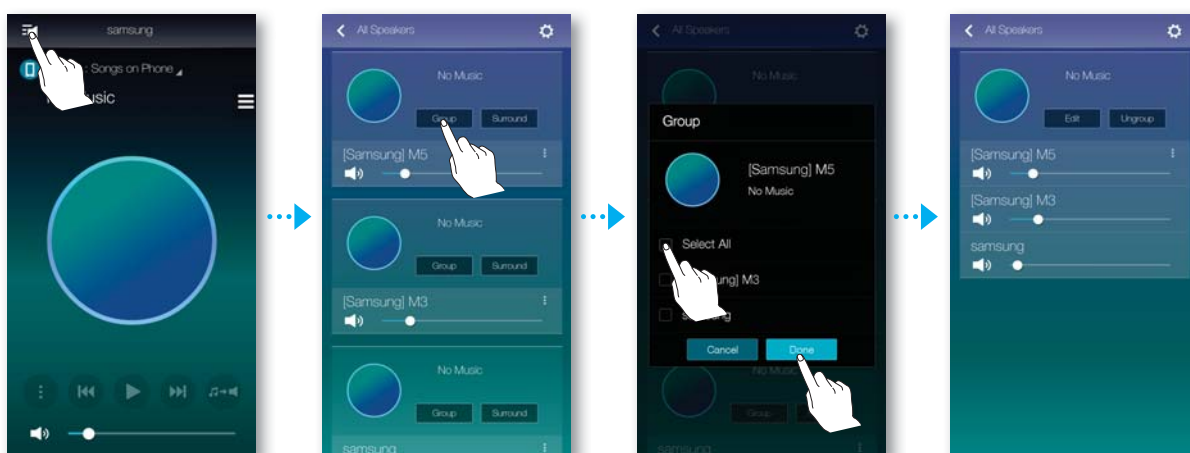 samsung
: Songs on Phone
usic
All Speakers
No Music
Group Surround
[Samsung] M5
No Music
Group Surround
[Samsung] M3
No Music
Group Surround
samsung
All Speakers
No Music
Group
[Samsung] M5
No Music
Select All
ng] M3
Cancel Done
No Music
Group
samsung
All Speakers
No Music
Edit Ungroup
[Samsung] M5
[Samsung] M3
samsung